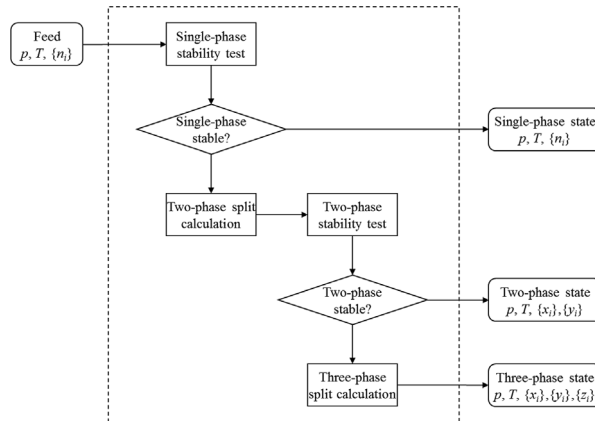 Feed
p, T, {nᵢ}
Single-phase
stability test
Single-phase
stable?
Single-phase state
p, T, {nᵢ}
Two-phase split
calculation
Two-phase
stability test
Two-phase
stable?
Two-phase state
p, T, {xᵢ},{yᵢ}
Three-phase
split calculation
Three-phase state
p, T, {xᵢ},{yᵢ},{zᵢ}